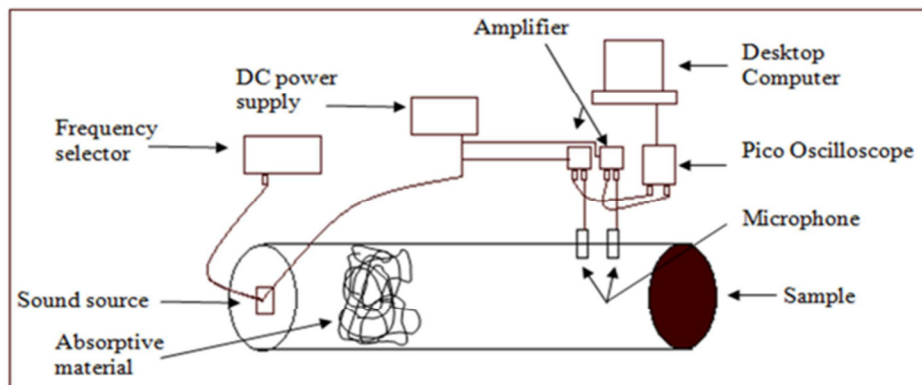 Amplifier
Desktop
Computer
DC power
supply
Frequency
selector
Pico Oscilloscope
Microphone
Sound source
Sample
Absorptive
material